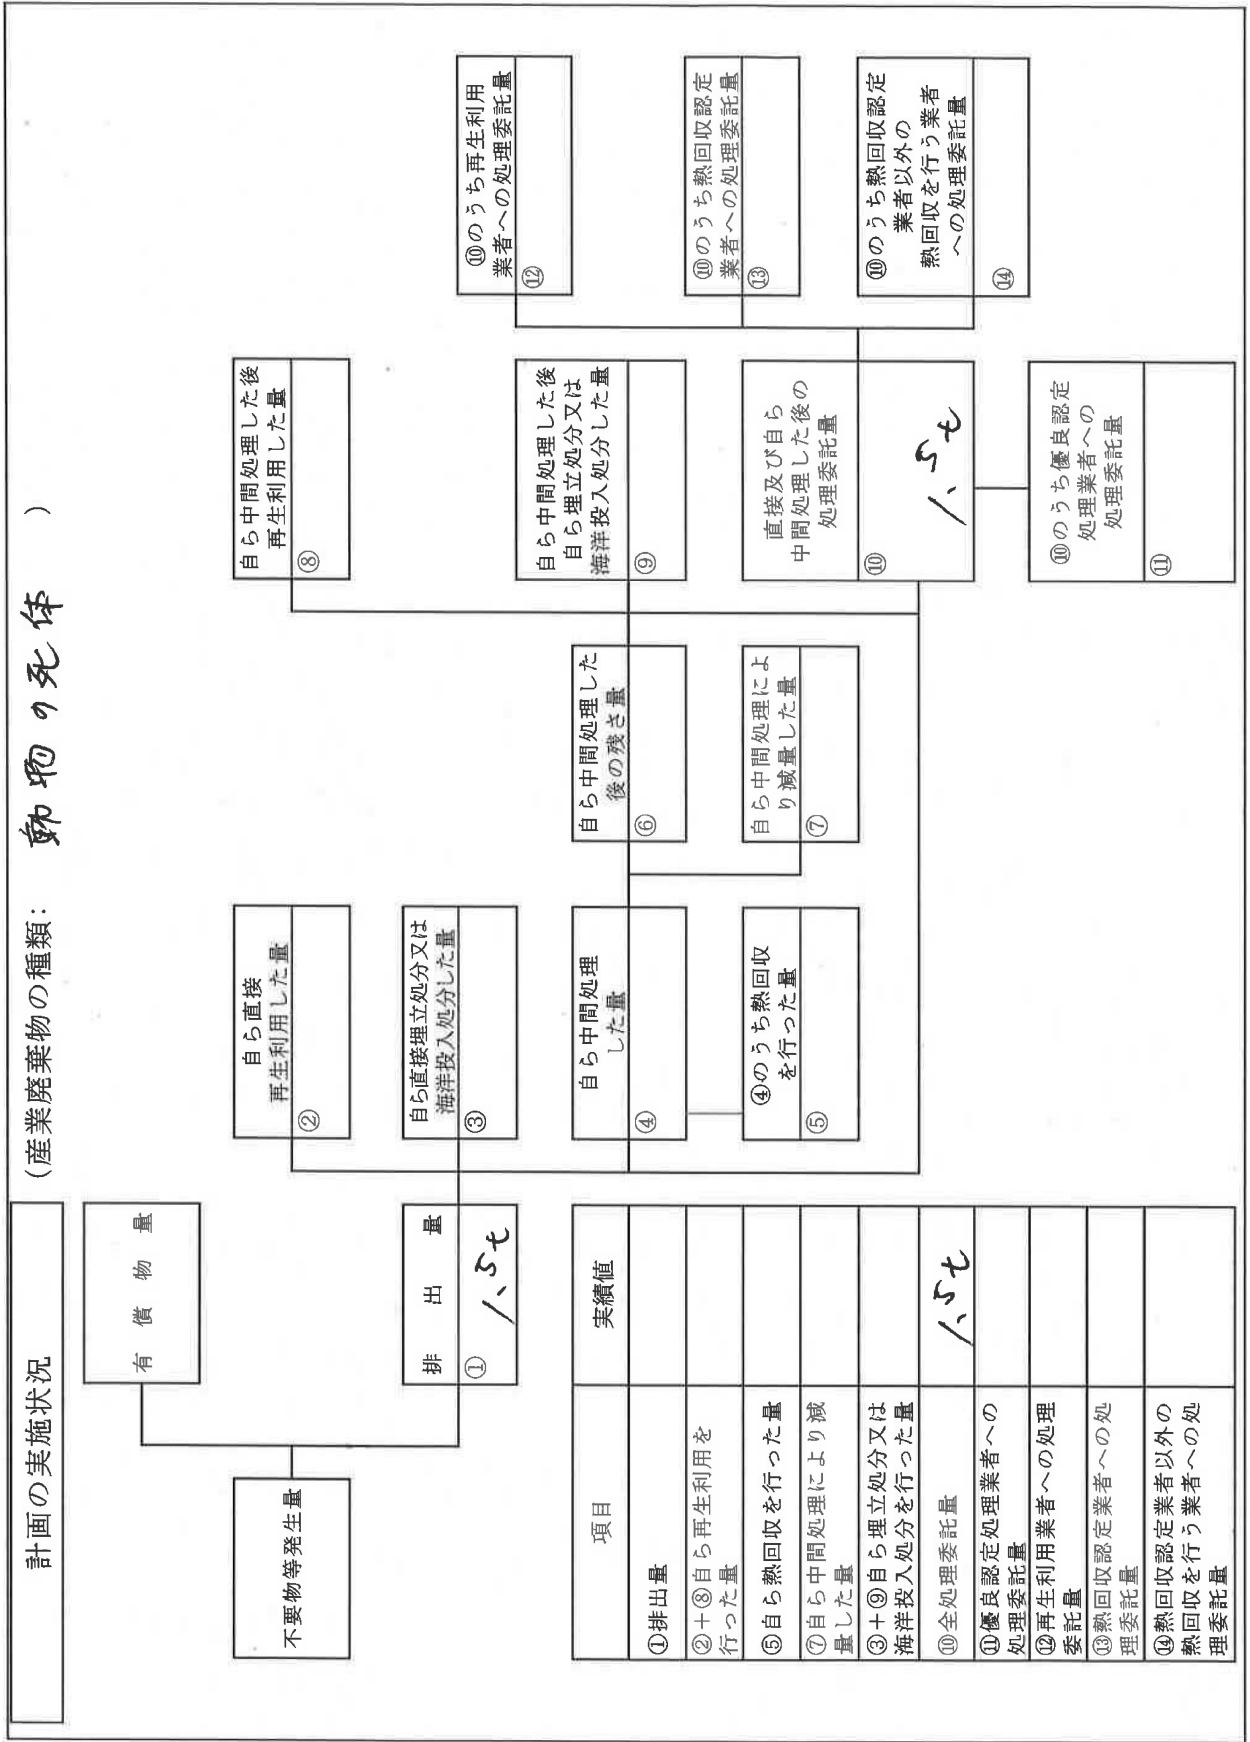 計画の実施状況
（産業廃棄物の種類： 動物の死体 ）
不要物等発生量
有償物量
排出量
①
1.5t
自ら直接
再生利用した量
②
自ら直接埋立処分又は
海洋投入処分した量
③
自ら中間処理
した量
④
④のうち熱回収
を行った量
⑤
自ら中間処理した
後の残さ量
⑥
自ら中間処理によ
り減量した量
⑦
自ら中間処理した後
再生利用した量
⑧
自ら中間処理した後
自ら埋立処分又は
海洋投入処分した量
⑨
直接及び自ら
中間処理した後の
処理委託量
⑩
1.5t
⑩のうち優良認定
処理業者への
処理委託量
⑪
⑩のうち再生利用
業者への処理委託量
⑫
⑩のうち熱回収認定
業者への処理委託量
⑬
⑩のうち熱回収認定
業者以外の
熱回収を行う業者
への処理委託量
⑭
項目 実績値
①排出量
②＋⑧自ら再生利用を
行った量
⑤自ら熱回収を行った量
⑦自ら中間処理により減
量した量
③＋⑨自ら埋立処分又は
海洋投入処分を行った量
⑩全処理委託量 1.5t
⑪優良認定処理業者への
処理委託量
⑫再生利用業者への処理
委託量
⑬熱回収認定業者への処
理委託量
⑭熱回収認定業者以外の
熱回収を行う業者への処
理委託量